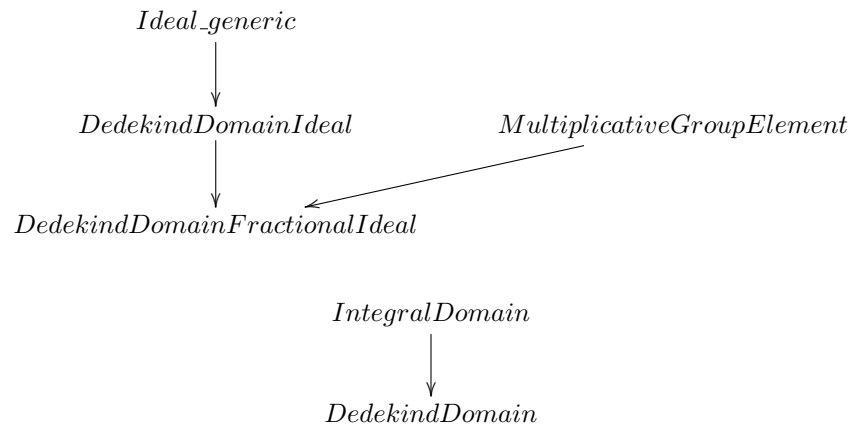 Ideal_generic
DedekindDomainIdeal MultiplicativeGroupElement
DedekindDomainFractionalIdeal
IntegralDomain
DedekindDomain